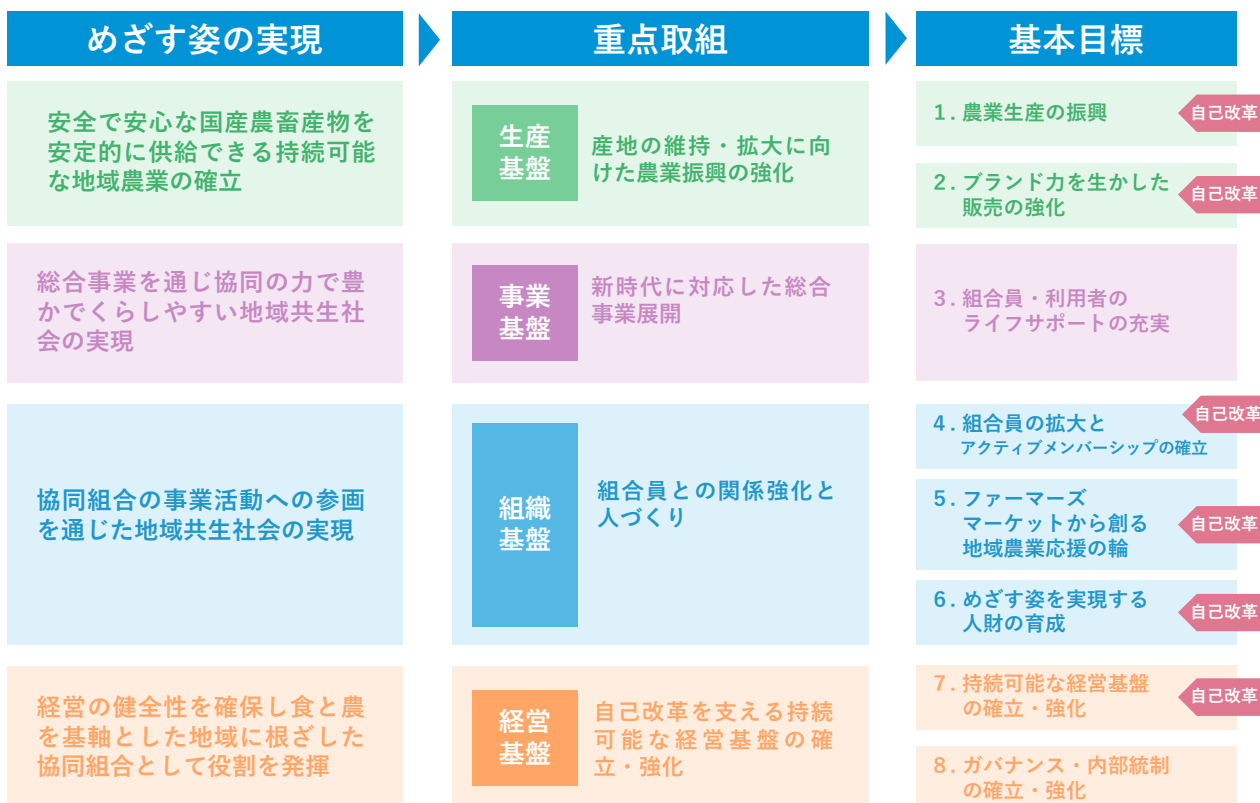 めざす姿の実現
重点取組
基本目標
安全で安心な国産農畜産物を
安定的に供給できる持続可能
な地域農業の確立
生産
基盤
産地の維持・拡大に向
けた農業振興の強化
1. 農業生産の振興
自己改革
2. ブランド力を生かした
販売の強化
自己改革
総合事業を通じ協同の力で豊
かでくらしやすい地域共生社
会の実現
事業
基盤
新時代に対応した総合
事業展開
3. 組合員・利用者の
ライフサポートの充実
協同組合の事業活動への参画
を通じた地域共生社会の実現
組織
基盤
組合員との関係強化と
人づくり
4. 組合員の拡大と
アクティブメンバーシップの確立
自己改革
5. ファーマーズ
マーケットから創る
地域農業応援の輪
自己改革
6. めざす姿を実現する
人財の育成
自己改革
経営の健全性を確保し食と農
を基軸とした地域に根ざした
協同組合として役割を発揮
経営
基盤
自己改革を支える持続
可能な経営基盤の確
立・強化
7. 持続可能な経営基盤
の確立・強化
自己改革
8. ガバナンス・内部統制
の確立・強化